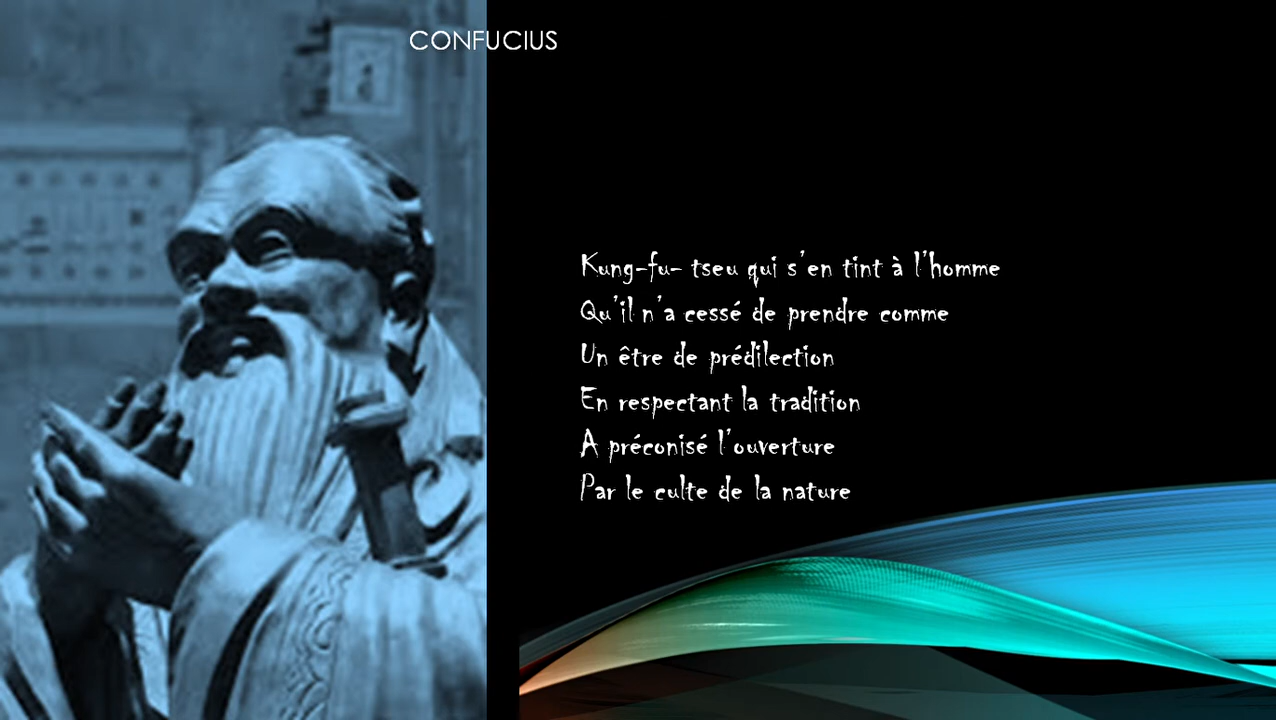 CONFUCIUS
Kung-fu- tseu qui s'en tint à l'homme
Qu'il n'a cessé de prendre comme
Un être de prédilection
En respectant la tradition
A préconisé l'ouverture
Par le culte de la nature